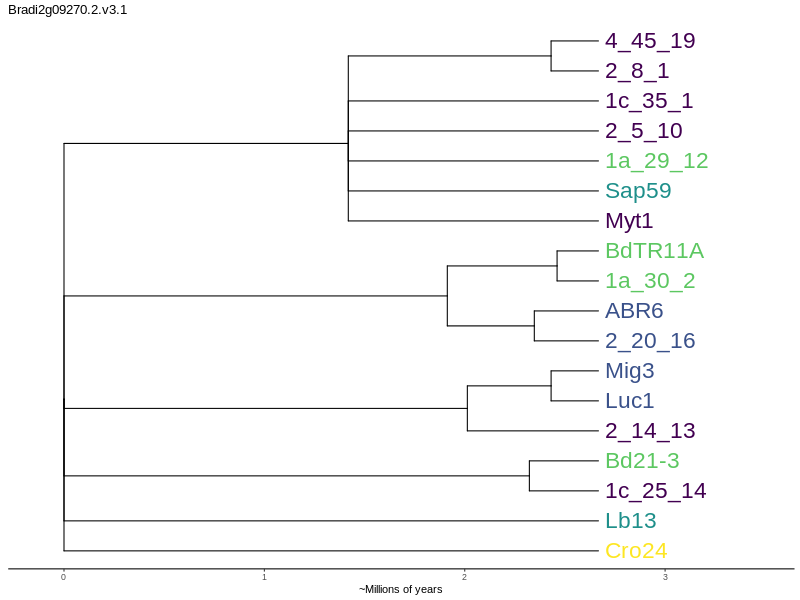 Bradi2g09270.2.v3.1
4_45_19
2_8_1
1c_35_1
2_5_10
1a_29_12
Sap59
Myt1
BdTR11A
1a_30_2
ABR6
2_20_16
Mig3
Luc1
2_14_13
Bd21-3
1c_25_14
Lb13
Cro24
0 1 2 3
~Millions of years